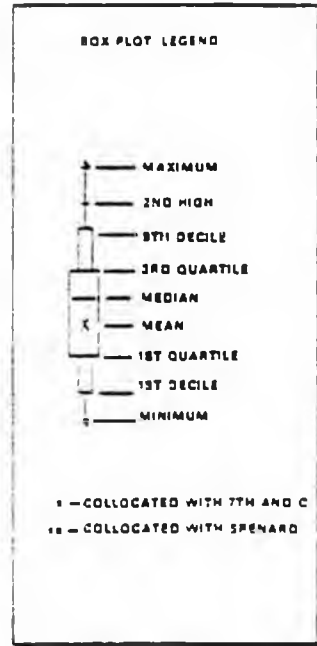 BOX PLOT LEGEND
MAXIMUM
2ND HIGH
9TH DECILE
3RD QUARTILE
MEDIAN
x MEAN
1ST QUARTILE
1ST DECILE
MINIMUM
* — COLLOCATED WITH 7TH AND C
** — COLLOCATED WITH SPENARD